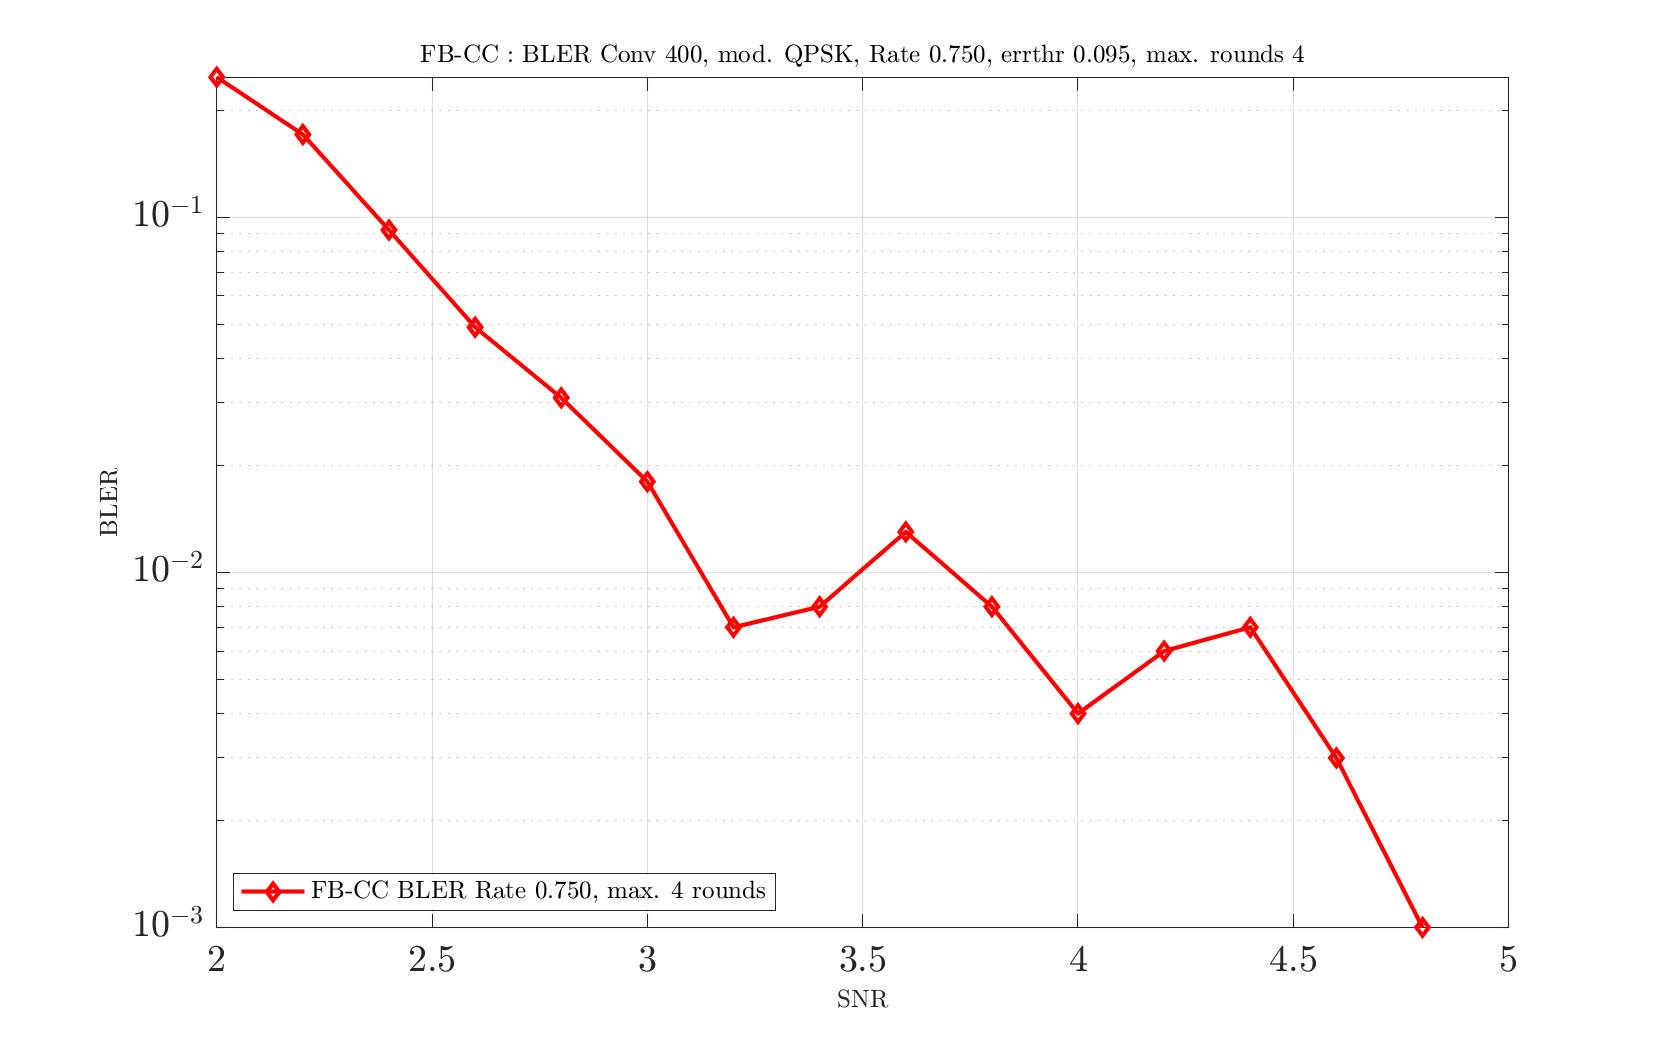 FB-CC : BLER Conv 400, mod. QPSK, Rate 0.750, errthr 0.095, max. rounds 4
BLER
10⁻¹
10⁻²
10⁻³
FB-CC BLER Rate 0.750, max. 4 rounds
2 2.5 3 3.5 4 4.5 5
SNR